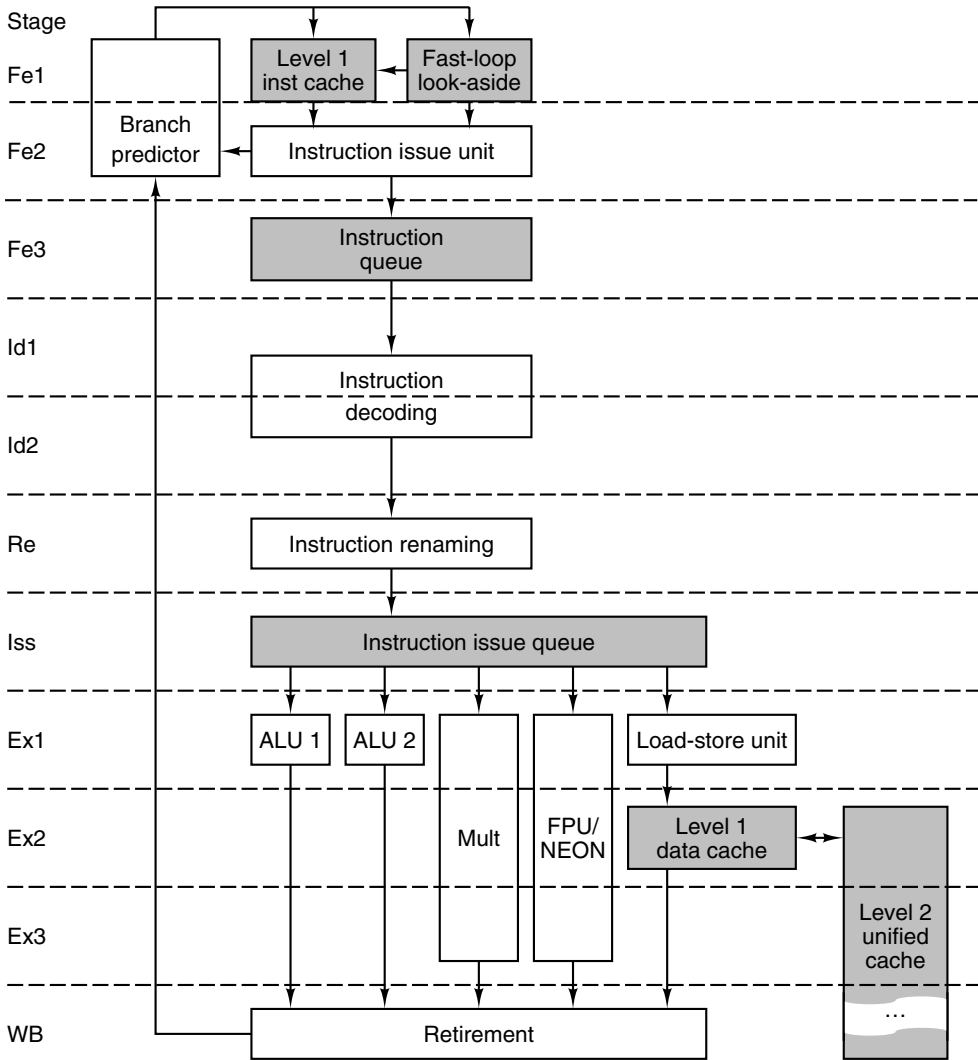 Stage
Fe1
Level 1
inst cache
Fast-loop
look-aside
Fe2
Branch
predictor
Instruction issue unit
Fe3
Instruction
queue
Id1
Instruction
decoding
Id2
Re
Instruction renaming
Iss
Instruction issue queue
Ex1
ALU 1
ALU 2
Load-store unit
Ex2
Mult
FPU/
NEON
Level 1
data cache
Ex3
Level 2
unified
cache
...
WB
Retirement